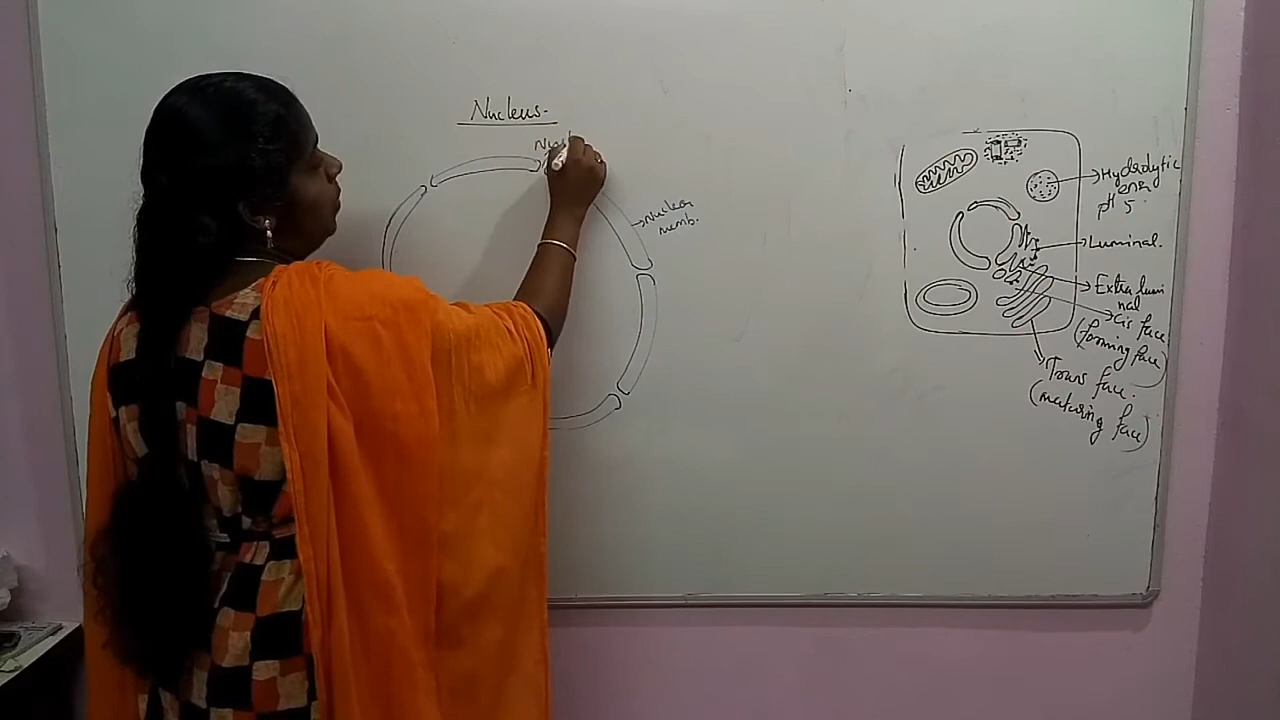 Nucleus-
Nuclear
memb.
Hydrolytic
enz
pH 5.
Luminal.
Extra lumi
nal
Cis face
(forming face)
Trans face.
(maturing
face)